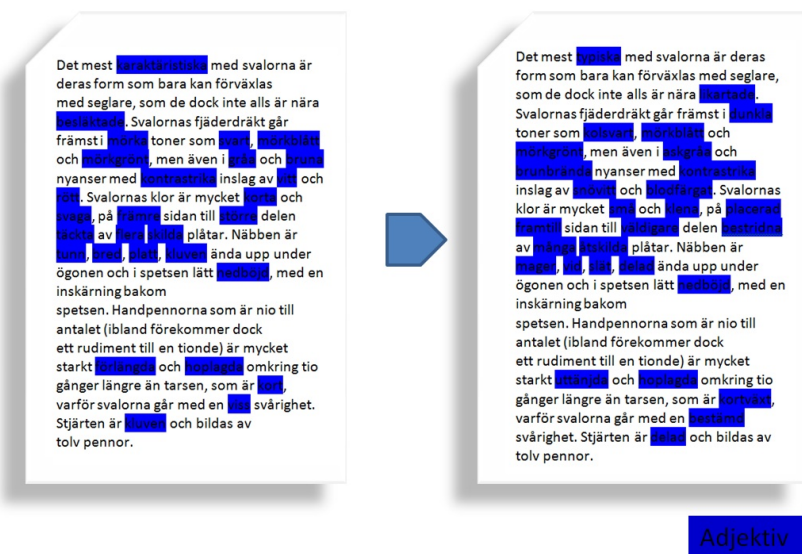 Det mest karaktäristiska med svalorna är
deras form som bara kan förväxlas
med seglare, som de dock inte alls är nära
besläktade. Svalornas fjäderdräkt går
främst i mörka toner som svart, mörkblått
och mörkgrönt, men även i gråa och bruna
nyanser med kontrastrika inslag av vitt och
rött. Svalornas klor är mycket korta och
svaga, på främre sidan till större delen
täckta av flera skilda plåtar. Näbben är
tunn, bred, platt, kluven ända upp under
ögonen och i spetsen lätt nedböjd, med en
inskärning bakom
spetsen. Handpennorna som är nio till
antalet (ibland förekommer dock
ett rudiment till en tionde) är mycket
starkt förlängda och hoplagda omkring tio
gånger längre än tarsen, som är kort,
varför svalorna går med en viss svårighet.
Stjärten är kluven och bildas av
tolv pennor.
Det mest typiska med svalorna är deras
form som bara kan förväxlas med seglare,
som de dock inte alls är nära likartade.
Svalornas fjäderdräkt går främst i dunkla
toner som kolsvart, mörkblått och
mörkgrönt, men även i askgråa och
brunbrända nyanser med kontrastrika
inslag av snövitt och blodfärgat. Svalornas
klor är mycket små och klena, på placerad
framtill sidan till väldigare delen bestridna
av många åtskilda plåtar. Näbben är
mager, vid, slät, delad ända upp under
ögonen och i spetsen lätt nedböjd, med en
inskärning bakom
spetsen. Handpennorna som är nio till
antalet (ibland förekommer dock
ett rudiment till en tionde) är mycket
starkt uttänjda och hoplagda omkring tio
gånger längre än tarsen, som är kortväxt,
varför svalorna går med en bestämd
svårighet. Stjärten är delad och bildas av
tolv pennor.
Adjektiv